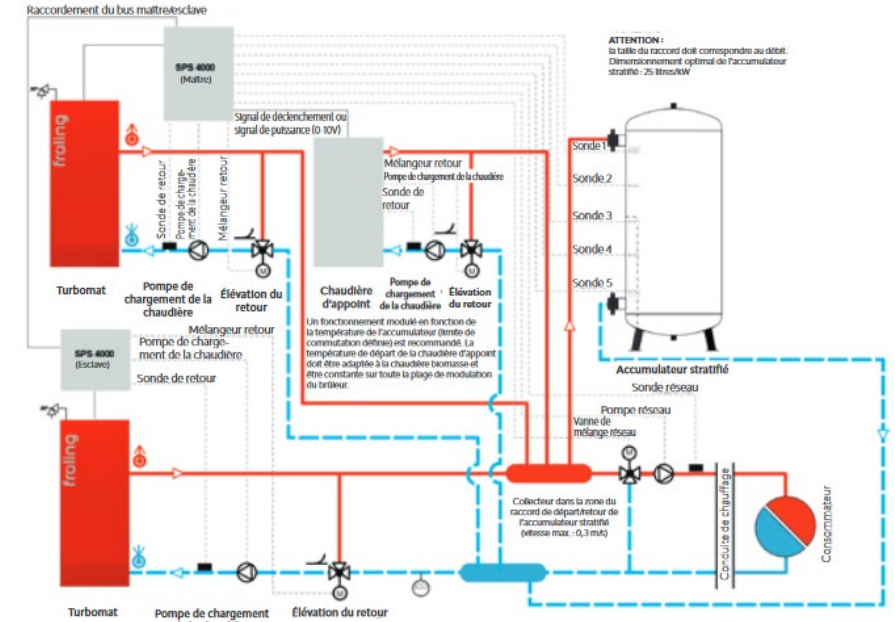 Raccordement du bus maître/esclave
SPS 4000
(Maître)
ATTENTION :
la taille du raccord doit correspondre au débit.
Dimensionnement optimal de l'accumulateur
stratifié : 25 litres/kW
froling
Signal de déclenchement ou
signal de puissance (0-10V)
Sonde de retour
Pompe de charge-
ment de la chaudière
Mélangeur retour
Mélangeur retour
Pompe de chargement de la chaudière
Sonde de
retour
Sonde 1
Sonde 2
Sonde 3
Sonde 4
Sonde 5
M
M
Turbomat
Pompe de
chargement de la
chaudière
Élévation du
retour
Chaudière
d'appoint
Pompe de
chargement
de la chaudière
Élévation
du retour
Un fonctionnement modulé en fonction de
la température de l'accumulateur (limite de
commutation définie) est recommandé. La
température de départ de la chaudière d'appoint
doit être adaptée à la chaudière biomasse et
être constante sur toute la plage de modulation
du brûleur.
Accumulateur stratifié
SPS 4000
(Esclave)
Mélangeur retour
Pompe de charge-
ment de la chaudière
Sonde de retour
Sonde réseau
Pompe réseau
Vanne de
mélange réseau
M
froling
Collecteur dans la zone du
raccord de départ/retour de
l'accumulateur stratifié
(vitesse max. : 0,3 m/s)
Conduite de chauffage
Consommateur
M
Turbomat
Pompe de chargement
Élévation du retour